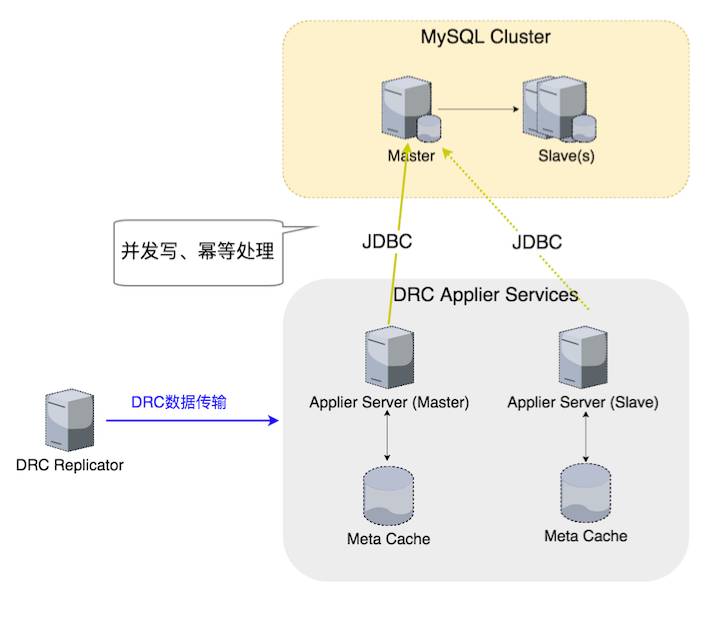 MySQL Cluster
Master
Slave(s)
并发写、幂等处理
JDBC
JDBC
DRC Applier Services
DRC数据传输
Applier Server (Master)
Applier Server (Slave)
DRC Replicator
Meta Cache
Meta Cache